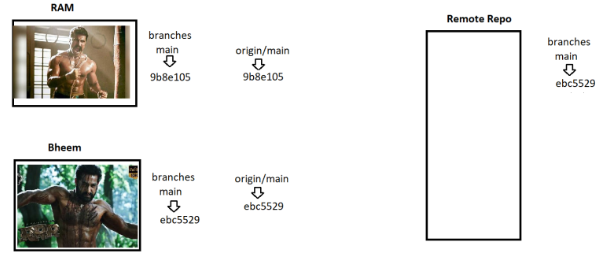 RAM
branches
main
9b8e105
origin/main
9b8e105
Remote Repo
branches
main
ebc5529
Bheem
branches
main
ebc5529
origin/main
ebc5529